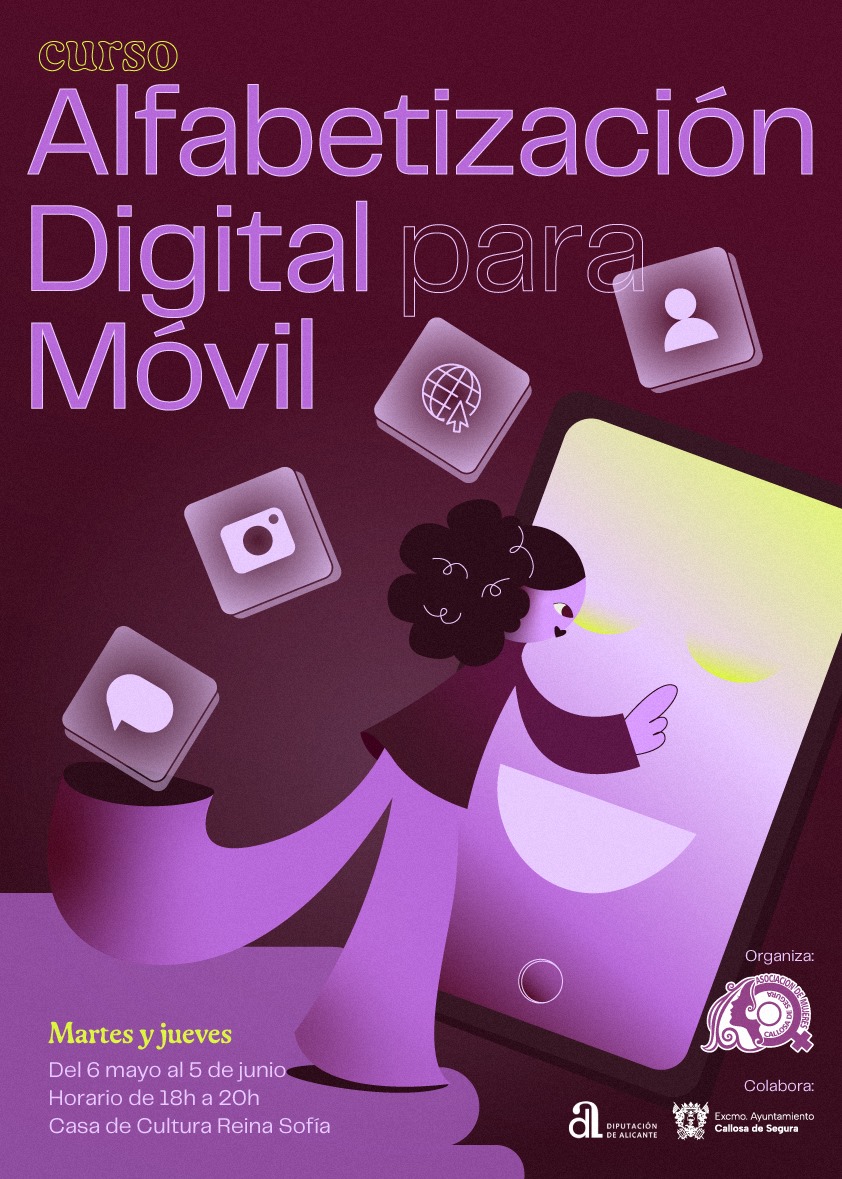 curso
Alfabetización
Digital para
Móvil
Martes y jueves
Del 6 mayo al 5 de junio
Horario de 18h a 20h
Casa de Cultura Reina Sofía
Organiza:
ASOCIACIÓN DE MUJERES
CALLOSA DE SEGURA
Colabora:
al
DIPUTACIÓN
DE ALICANTE
Excmo. Ayuntamiento
Callosa de Segura